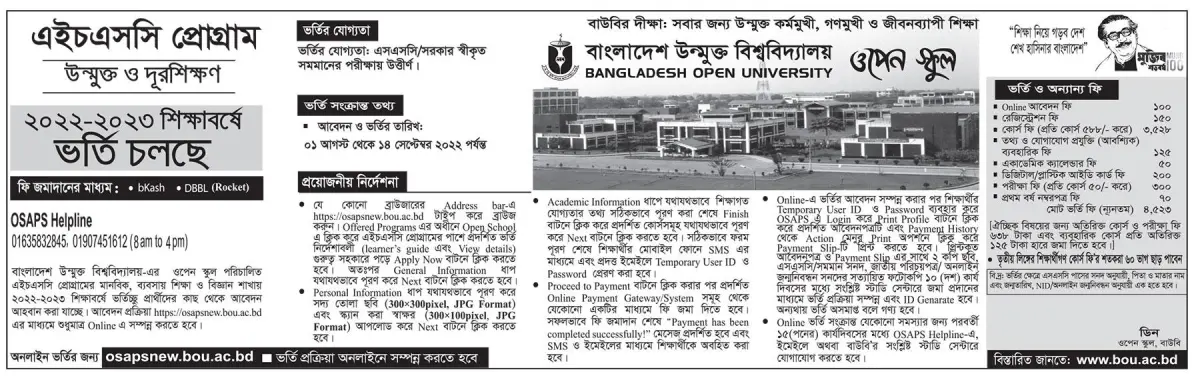 এইচএসসি প্রোগ্রাম
উন্মুক্ত ও দূরশিক্ষণ
২০২২-২০২৩ শিক্ষাবর্ষে
ভর্তি চলছে
ফি জমাদানের মাধ্যম : • bKash • DBBL (Rocket)
OSAPS Helpline
01635832845, 01907451612 (8am to 4pm)
বাংলাদেশ উন্মুক্ত বিশ্ববিদ্যালয়-এর ওপেন স্কুল পরিচালিত
এইচএসসি প্রোগ্রামের মানবিক, ব্যবসায় শিক্ষা ও বিজ্ঞান শাখায়
২০২২-২০২৩ শিক্ষাবর্ষে ভর্তিচ্ছু প্রার্থীদের কাছ থেকে আবেদন
আহবান করা যাচ্ছে। আবেদন প্রক্রিয়া https://osapsnew.bou.ac.bd
এর মাধ্যমে শুধুমাত্র Online এ সম্পন্ন করতে হবে।
অনলাইন ভর্তির জন্য osapsnew.bou.ac.bd ■ ভর্তি প্রক্রিয়া অনলাইনে সম্পন্ন করতে হবে
ভর্তির যোগ্যতা
ভর্তির যোগ্যতা: এসএসসি/সরকার স্বীকৃত
সমমানের পরীক্ষায় উত্তীর্ণ।
ভর্তি সংক্রান্ত তথ্য
▪ আবেদন ও ভর্তির তারিখ:
০১ আগস্ট থেকে ১৪ সেপ্টেম্বর ২০২২ পর্যন্ত
প্রয়োজনীয় নির্দেশনা
• যে কোনো ব্রাউজারের Address bar-এ
https://osapsnew.bou.ac.bd টাইপ করে ব্রাউজ
করুন। Offered Programs এর অধীনে Open School
এ ক্লিক করে এইচএসসি প্রোগ্রামের পাশে প্রদর্শিত ভর্তি
নির্দেশনাবলী (learner's guide এবং View details)
গুরুত্ব সহকারে পড়ে Apply Now বাটনে ক্লিক করতে
হবে। অতঃপর General Information ধাপ
যথাযথভাবে পূরণ করে Next বাটনে ক্লিক করতে হবে।
• Personal Information ধাপ যথাযথভাবে পূরণ করে
সদ্য তোলা ছবি (300×300pixel, JPG Format)
এবং স্ক্যান করা স্বাক্ষর (300×100pixel, JPG
Format) আপলোড করে Next বাটনে ক্লিক করতে
হবে।
বাউবির দীক্ষা: সবার জন্য উন্মুক্ত কর্মমুখী, গণমুখী ও জীবনব্যাপী শিক্ষা
বাংলাদেশ উন্মুক্ত বিশ্ববিদ্যালয়
BANGLADESH OPEN UNIVERSITY
ওপেন স্কুল
• Academic Information ধাপে যথাযথভাবে শিক্ষাগত
যোগ্যতার তথ্য সঠিকভাবে পূরণ করা শেষে Finish
বাটনে ক্লিক করে প্রদর্শিত কোর্সসমূহ যথাযথভাবে পূরণ
করে Next বাটনে ক্লিক করতে হবে। সঠিকভাবে ফরম
পূরণ শেষে শিক্ষার্থীর মোবাইল ফোনে SMS এর
মাধ্যমে এবং প্রদত্ত ইমেইলে Temporary User ID ও
Password প্রেরণ করা হবে।
• Proceed to Payment বাটনে ক্লিক করার পর প্রদর্শিত
Online Payment Gateway/System সমূহ থেকে
যেকোনো একটির মাধ্যমে ফি জমা দিতে হবে।
সফলভাবে ফি জমাদান শেষে "Payment has been
completed successfully!" মেসেজ প্রদর্শিত হবে এবং
SMS ও ইমেইলের মাধ্যমে শিক্ষার্থীকে অবহিত করা
হবে।
• Online-এ ভর্তির আবেদন সম্পন্ন করার পর শিক্ষার্থীর
Temporary User ID ও Password ব্যবহার করে
OSAPS এ Login করে Print Profile বাটনে ক্লিক
করে প্রদর্শিত আবেদনপত্রটি এবং Payment History
থেকে Action মেনুর Print অপশনে ক্লিক করে
Payment Slip-টি প্রিন্ট করতে হবে। প্রিন্টকৃত
আবেদনপত্র ও Payment Slip এর সাথে ২ কপি ছবি,
এসএসসি/সমমান সনদ, জাতীয় পরিচয়পত্র/ অনলাইন
জন্মনিবন্ধন সনদের সত্যায়িত ফটোকপি ১০ (দশ) কার্য
দিবসের মধ্যে সংশ্লিষ্ট স্টাডি সেন্টারে জমা প্রদানের
মাধ্যমে ভর্তি প্রক্রিয়া সম্পন্ন এবং ID Genarate হবে।
অন্যথায় ভর্তি অসমাপ্ত বলে গণ্য হবে।
• Online ভর্তি সংক্রান্ত যেকোনো সমস্যার জন্য পরবর্তী
১৫(পনের) কার্যদিবসের মধ্যে OSAPS Helpline-এ,
ইমেইলে অথবা বাউবি'র সংশ্লিষ্ট স্টাডি সেন্টারে
যোগাযোগ করতে হবে।
"শিক্ষা নিয়ে গড়ব দেশ
শেখ হাসিনার বাংলাদেশ"
মুজিব শতবর্ষ 100
ভর্তি ও অন্যান্য ফি
▪ Online আবেদন ফি ১০০
▪ রেজিস্ট্রেশন ফি ১৫০
▪ কোর্স ফি (প্রতি কোর্স ৫৮৮/- করে) ৩,৫২৮
▪ তথ্য ও যোগাযোগ প্রযুক্তি (আবশ্যিক)
ব্যবহারিক ফি ১২৫
▪ একাডেমিক ক্যালেন্ডার ফি ৫০
▪ ডিজিটাল/প্লাস্টিক আইডি কার্ড ফি ২০০
▪ পরীক্ষা ফি (প্রতি কোর্স ৫০/- করে) ৩০০
▪ প্রথম বর্ষ নম্বরপত্র ফি ৭০
মোট ভর্তি ফি (ন্যূনতম) ৪,৫২৩
[ঐচ্ছিক বিষয়ের জন্য অতিরিক্ত কোর্স ও পরীক্ষা ফি
৬৩৮ টাকা এবং ব্যবহারিক কোর্স প্রতি অতিরিক্ত
১২৫ টাকা হারে জমা দিতে হবে।]
• তৃতীয় লিঙ্গের শিক্ষার্থীগণ কোর্স ফি'র শতকরা ৬০ ভাগ ছাড় পাবেন
বি.দ্র: ভর্তির ক্ষেত্রে এসএসসি পাসের সনদ অনুযায়ী, পিতা ও মাতার নাম
এবং জন্মতারিখ, NID/অনলাইন জন্মনিবন্ধন অনুযায়ী এক হতে হবে।
ডিন
ওপেন স্কুল, বাউবি
বিস্তারিত জানতে: www.bou.ac.bd